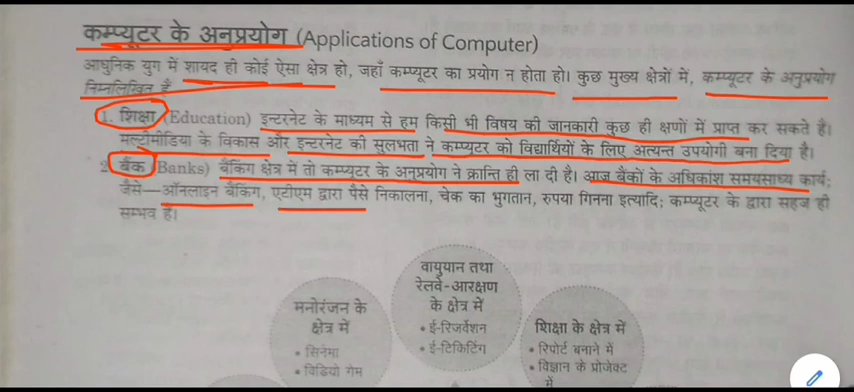 कम्प्यूटर के अनुप्रयोग (Applications of Computer)
आधुनिक युग में शायद ही कोई ऐसा क्षेत्र हो, जहाँ कम्प्यूटर का प्रयोग न होता हो। कुछ मुख्य क्षेत्रों में, कम्प्यूटर के अनुप्रयोग
निम्नलिखित हैं
1. शिक्षा (Education) इन्टरनेट के माध्यम से हम किसी भी विषय की जानकारी कुछ ही क्षणों में प्राप्त कर सकते हैं।
मल्टीमीडिया के विकास और इन्टरनेट की सुलभता ने कम्प्यूटर को विद्यार्थियों के लिए अत्यन्त उपयोगी बना दिया है।
2. बैंक (Banks) बैंकिंग क्षेत्र में तो कम्प्यूटर के अनुप्रयोग ने क्रान्ति ही ला दी है। आज बैंकों के अधिकांश समयसाध्य कार्य;
जैसे—ऑनलाइन बैंकिंग, एटीएम द्वारा पैसे निकालना, चेक का भुगतान, रुपया गिनना इत्यादि; कम्प्यूटर के द्वारा सहज ही
सम्भव हैं।
वायुयान तथा
रेलवे-आरक्षण
के क्षेत्र में
• ई-रिजर्वेशन
• ई-टिकिटिंग
मनोरंजन के
क्षेत्र में
• सिनेमा
• विडियो गेम
शिक्षा के क्षेत्र में
• रिपोर्ट बनाने में
• विज्ञान के प्रोजेक्ट
में